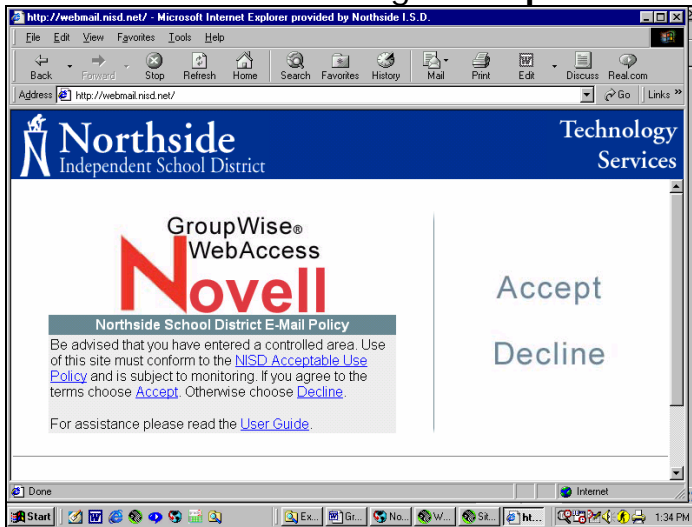 http://webmail.nisd.net/ - Microsoft Internet Explorer provided by Northside I.S.D.
File Edit View Favorites Tools Help
Back Forward Stop Refresh Home Search Favorites History Mail Print Edit Discuss Real.com
Address http://webmail.nisd.net/ Go Links »
Northside
Independent School District
Technology
Services
GroupWise®
WebAccess
Novell
Northside School District E-Mail Policy
Be advised that you have entered a controlled area. Use
of this site must conform to the NISD Acceptable Use
Policy and is subject to monitoring. If you agree to the
terms choose Accept. Otherwise choose Decline.
For assistance please read the User Guide.
Accept
Decline
Done Internet
Start Ex... Gr... No... W... Sit... ht... 1:34 PM